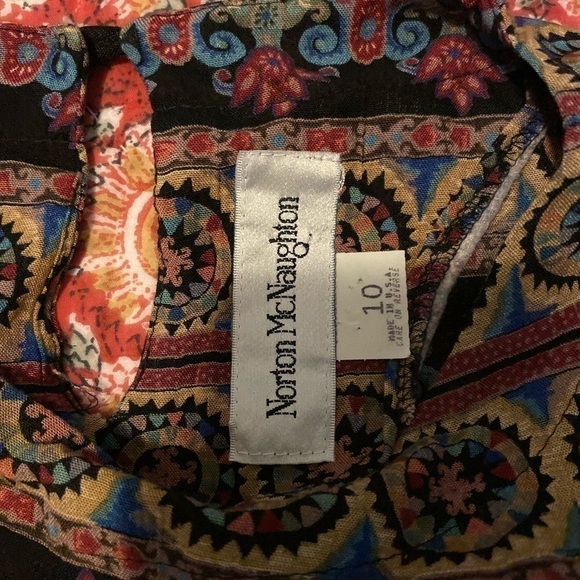 Norton McNaughton
10
MADE IN U.S.A.
CARE ON REVERSE